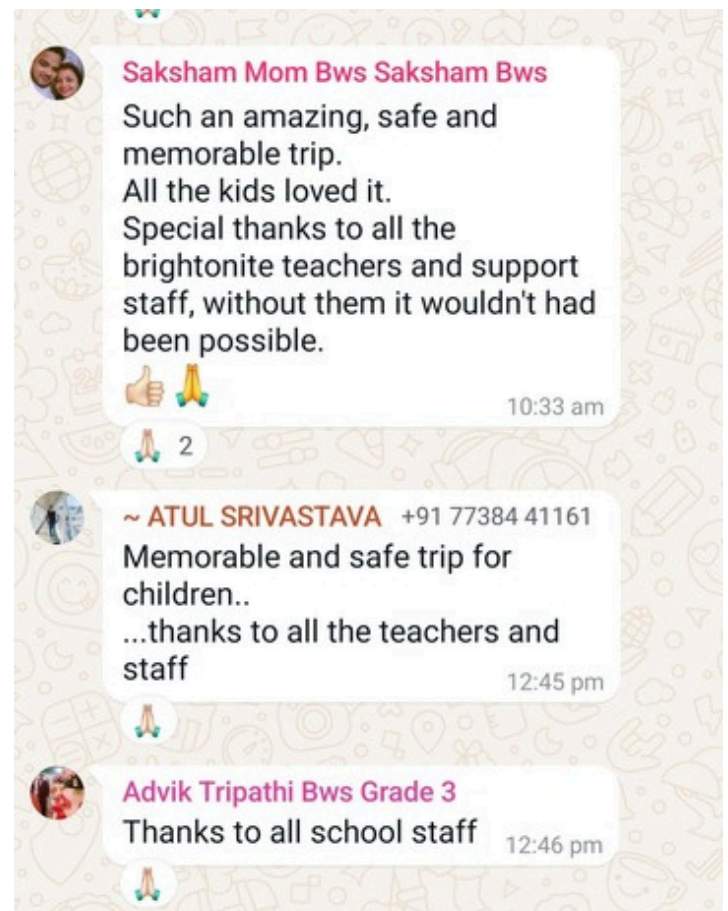 Saksham Mom Bws Saksham Bws
Such an amazing, safe and
memorable trip.
All the kids loved it.
Special thanks to all the
brightonite teachers and support
staff, without them it wouldn't had
been possible.
👍🏻🙏
10:33 am
🙏🏻 2
~ ATUL SRIVASTAVA +91 77384 41161
Memorable and safe trip for
children..
...thanks to all the teachers and
staff
12:45 pm
🙏🏻
Advik Tripathi Bws Grade 3
Thanks to all school staff
12:46 pm
🙏🏻